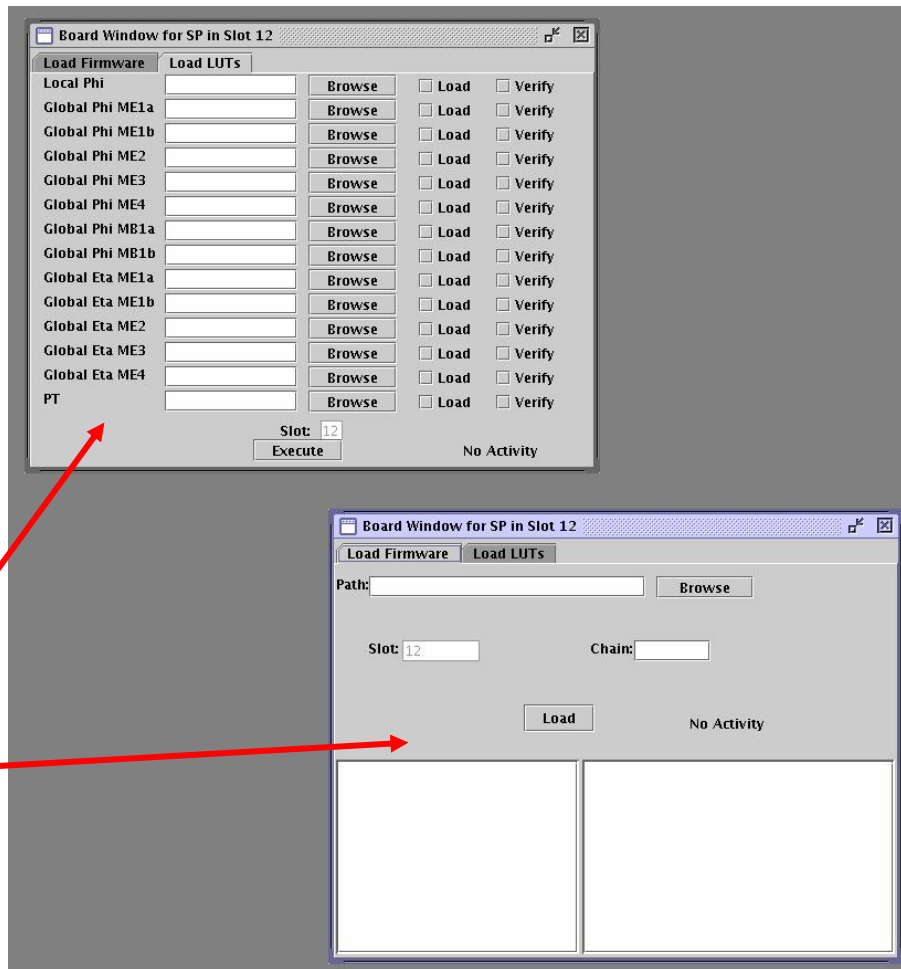 Board Window for SP in Slot 12
Load Firmware Load LUTs
Local Phi Browse Load Verify
Global Phi ME1a Browse Load Verify
Global Phi ME1b Browse Load Verify
Global Phi ME2 Browse Load Verify
Global Phi ME3 Browse Load Verify
Global Phi ME4 Browse Load Verify
Global Phi MB1a Browse Load Verify
Global Phi MB1b Browse Load Verify
Global Eta ME1a Browse Load Verify
Global Eta ME1b Browse Load Verify
Global Eta ME2 Browse Load Verify
Global Eta ME3 Browse Load Verify
Global Eta ME4 Browse Load Verify
PT Browse Load Verify
Slot: 12
Execute No Activity
Board Window for SP in Slot 12
Load Firmware Load LUTs
Path: Browse
Slot: 12 Chain:
Load No Activity